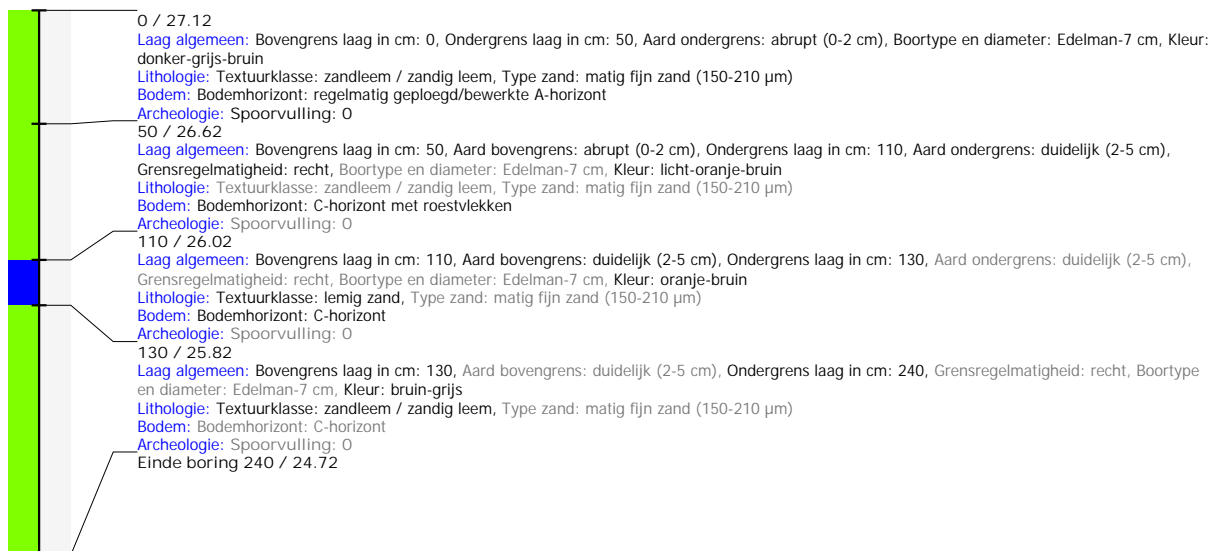 0 / 27.12
Laag algemeen: Bovengrens laag in cm: 0, Ondergrens laag in cm: 50, Aard ondergrens: abrupt (0-2 cm), Boortype en diameter: Edelman-7 cm, Kleur:
donker-grijs-bruin
Lithologie: Textuurklasse: zandleem / zandig leem, Type zand: matig fijn zand (150-210 µm)
Bodem: Bodemhorizont: regelmatig geploegd/bewerkte A-horizont
Archeologie: Spoorvulling: 0
50 / 26.62
Laag algemeen: Bovengrens laag in cm: 50, Aard bovengrens: abrupt (0-2 cm), Ondergrens laag in cm: 110, Aard ondergrens: duidelijk (2-5 cm),
Grensregelmatigheid: recht, Boortype en diameter: Edelman-7 cm, Kleur: licht-oranje-bruin
Lithologie: Textuurklasse: zandleem / zandig leem, Type zand: matig fijn zand (150-210 µm)
Bodem: Bodemhorizont: C-horizont met roestvlekken
Archeologie: Spoorvulling: 0
110 / 26.02
Laag algemeen: Bovengrens laag in cm: 110, Aard bovengrens: duidelijk (2-5 cm), Ondergrens laag in cm: 130, Aard ondergrens: duidelijk (2-5 cm),
Grensregelmatigheid: recht, Boortype en diameter: Edelman-7 cm, Kleur: oranje-bruin
Lithologie: Textuurklasse: lemig zand, Type zand: matig fijn zand (150-210 µm)
Bodem: Bodemhorizont: C-horizont
Archeologie: Spoorvulling: 0
130 / 25.82
Laag algemeen: Bovengrens laag in cm: 130, Aard bovengrens: duidelijk (2-5 cm), Ondergrens laag in cm: 240, Grensregelmatigheid: recht, Boortype
en diameter: Edelman-7 cm, Kleur: bruin-grijs
Lithologie: Textuurklasse: zandleem / zandig leem, Type zand: matig fijn zand (150-210 µm)
Bodem: Bodemhorizont: C-horizont
Archeologie: Spoorvulling: 0
Einde boring 240 / 24.72